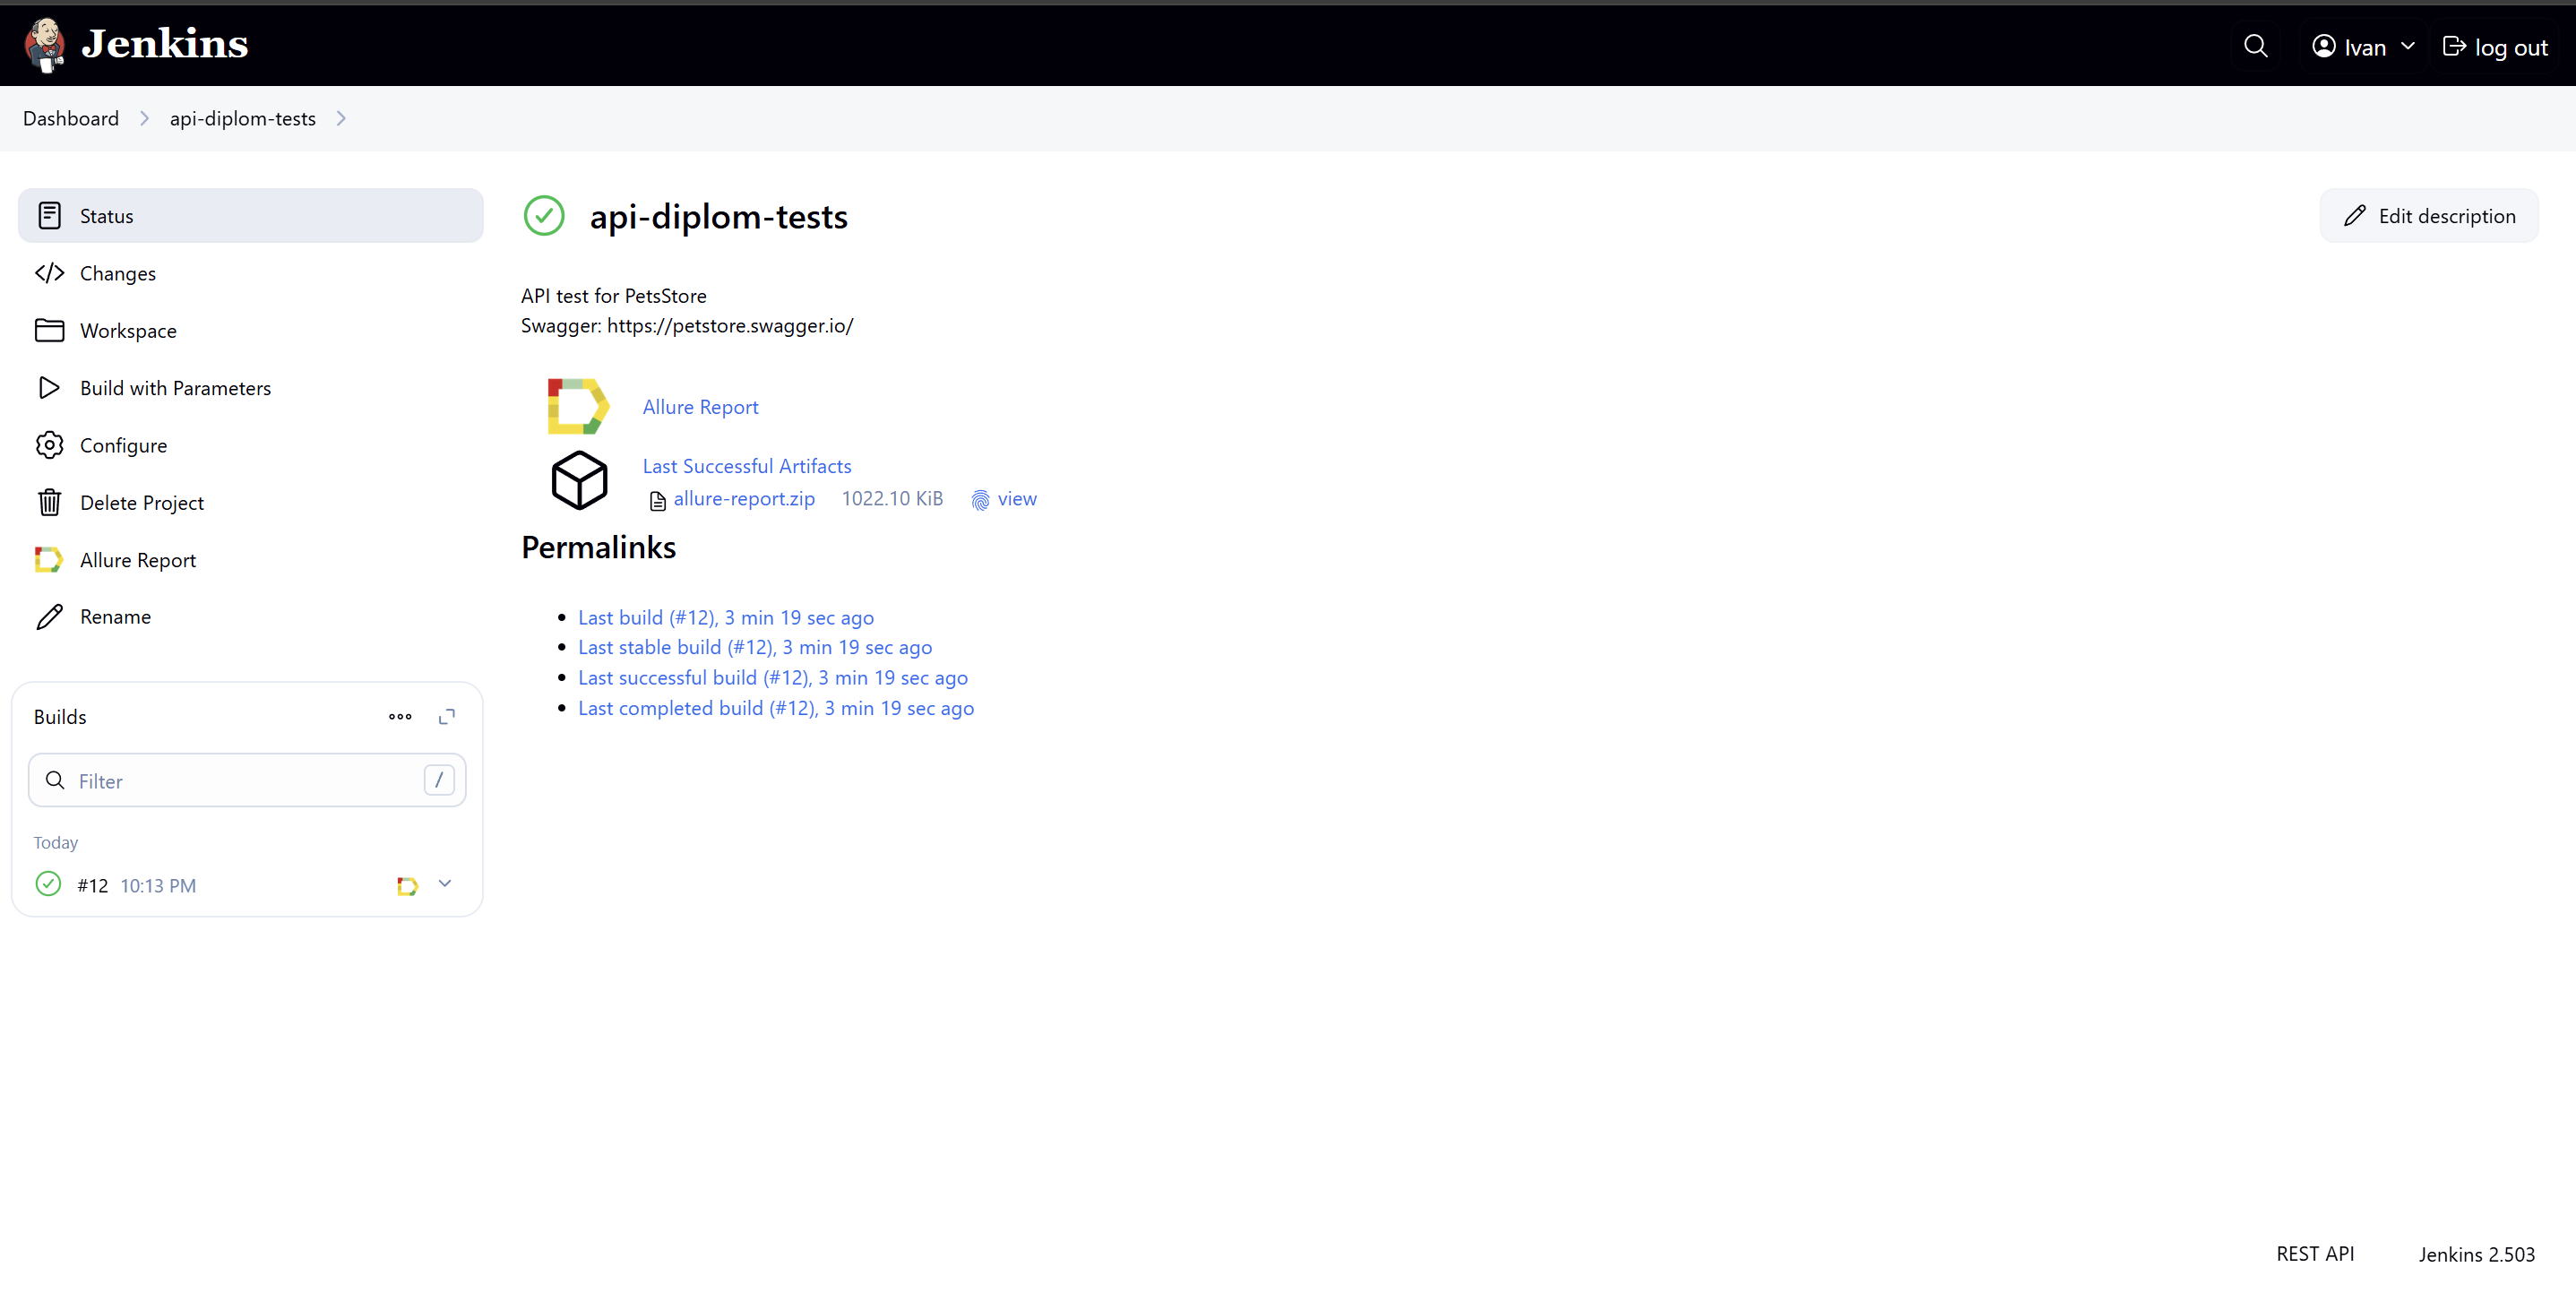 Jenkins
Ivan
log out
Dashboard
api-diplom-tests
Status
Changes
Workspace
Build with Parameters
Configure
Delete Project
Allure Report
Rename
Builds
Filter
/
Today
#12 10:13 PM
api-diplom-tests
Edit description
API test for PetsStore
Swagger: https://petstore.swagger.io/
Allure Report
Last Successful Artifacts
allure-report.zip 1022.10 KiB view
Permalinks
Last build (#12), 3 min 19 sec ago
Last stable build (#12), 3 min 19 sec ago
Last successful build (#12), 3 min 19 sec ago
Last completed build (#12), 3 min 19 sec ago
REST API
Jenkins 2.503